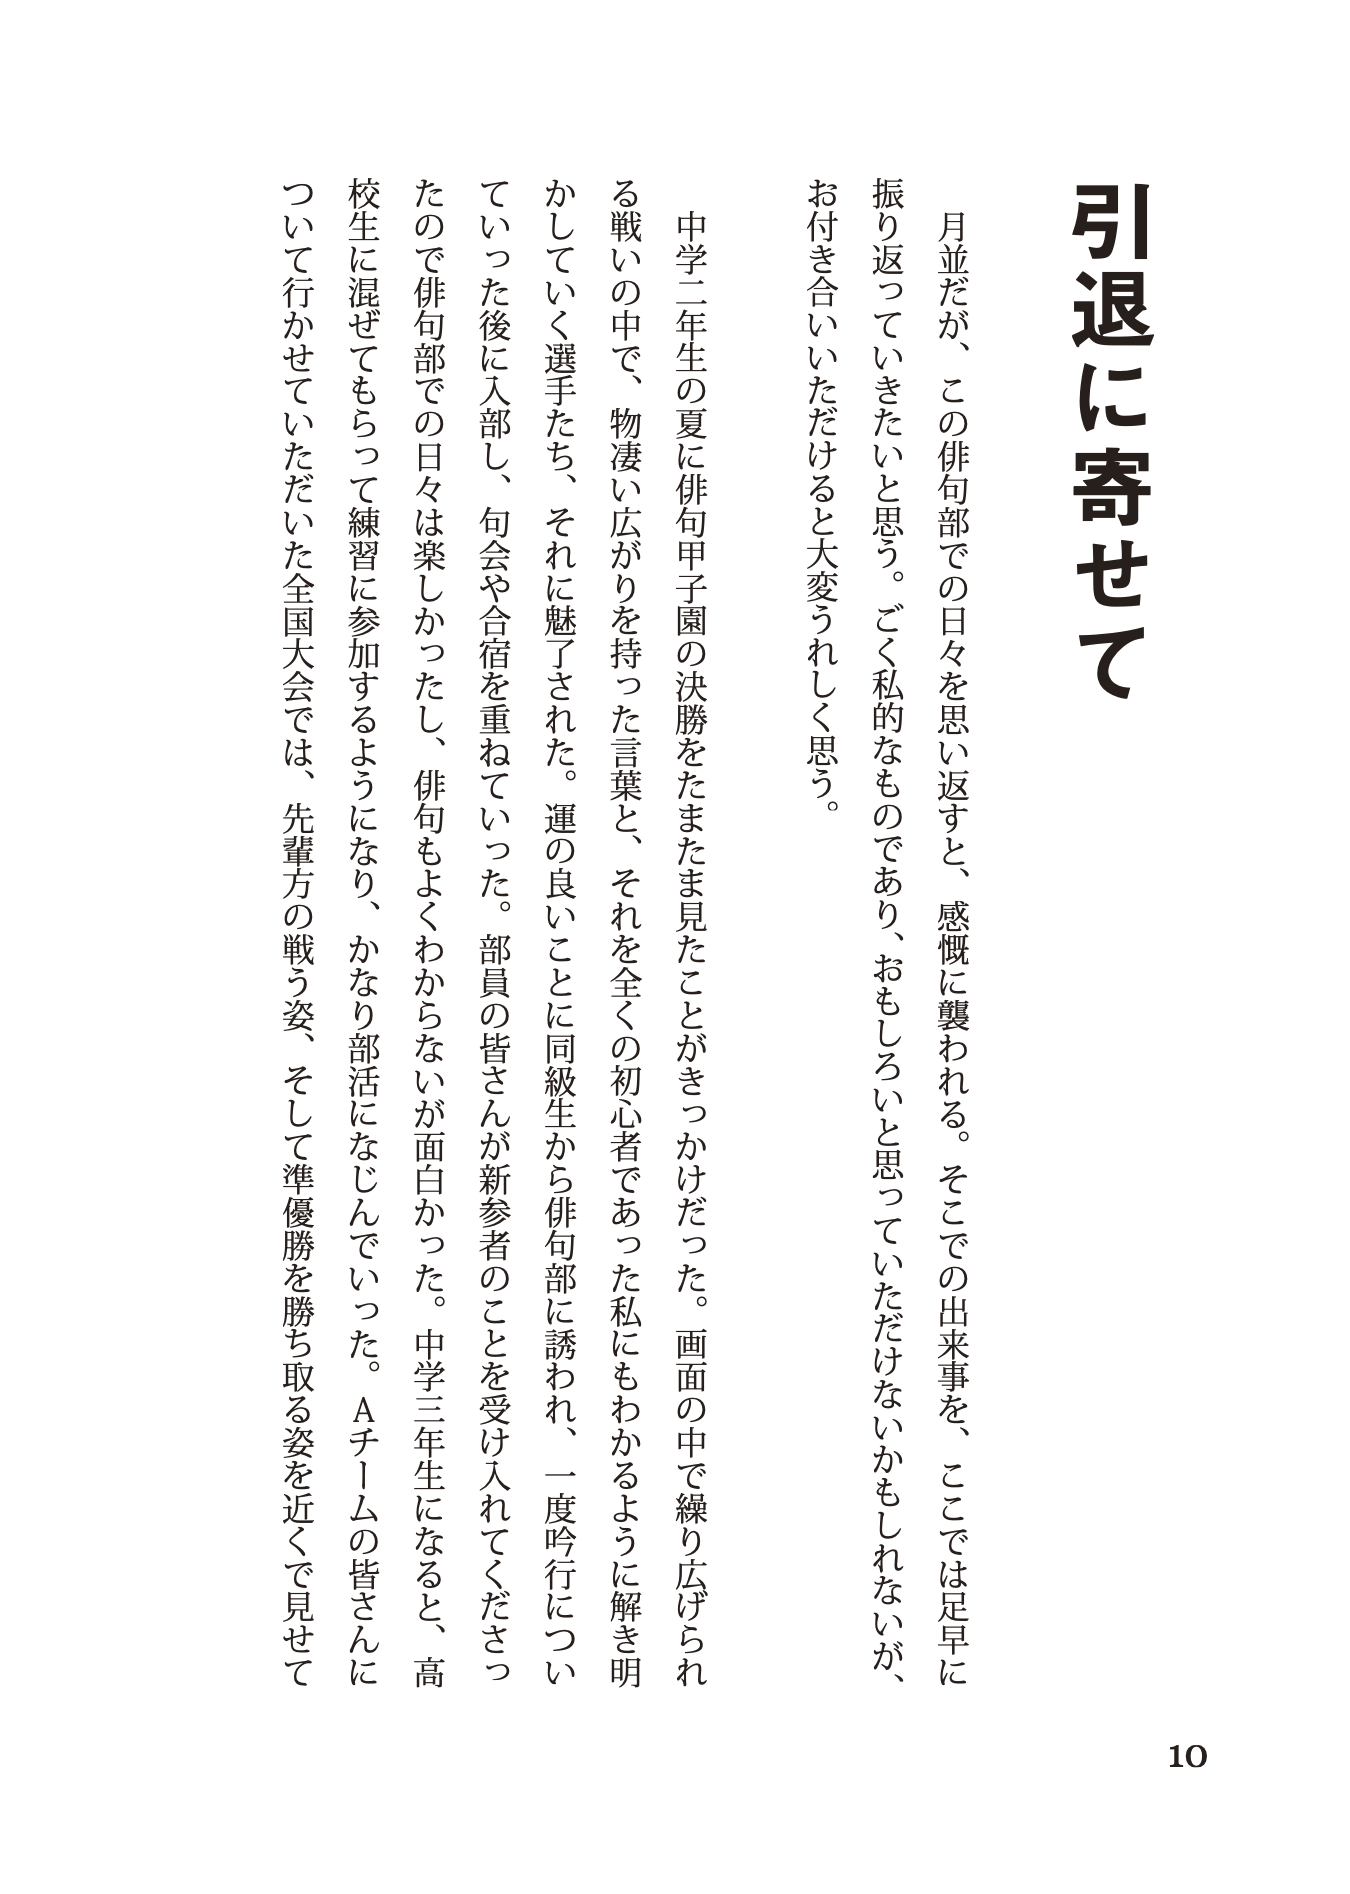 引退に寄せて
　月並だが、この俳句部での日々を思い返すと、感慨に襲われる。そこでの出来事を、ここでは足早に
振り返っていきたいと思う。ごく私的なものであり、おもしろいと思っていただけないかもしれないが、
お付き合いいただけると大変うれしく思う。
　中学二年生の夏に俳句甲子園の決勝をたまたま見たことがきっかけだった。画面の中で繰り広げられ
る戦いの中で、物凄い広がりを持った言葉と、それを全くの初心者であった私にもわかるように解き明
かしていく選手たち、それに魅了された。運の良いことに同級生から俳句部に誘われ、一度吟行につい
ていった後に入部し、句会や合宿を重ねていった。部員の皆さんが新参者のことを受け入れてくださっ
たので俳句部での日々は楽しかったし、俳句もよくわからないが面白かった。中学三年生になると、高
校生に混ぜてもらって練習に参加するようになり、かなり部活になじんでいった。Ａチームの皆さんに
ついて行かせていただいた全国大会では、先輩方の戦う姿、そして準優勝を勝ち取る姿を近くで見せて
10